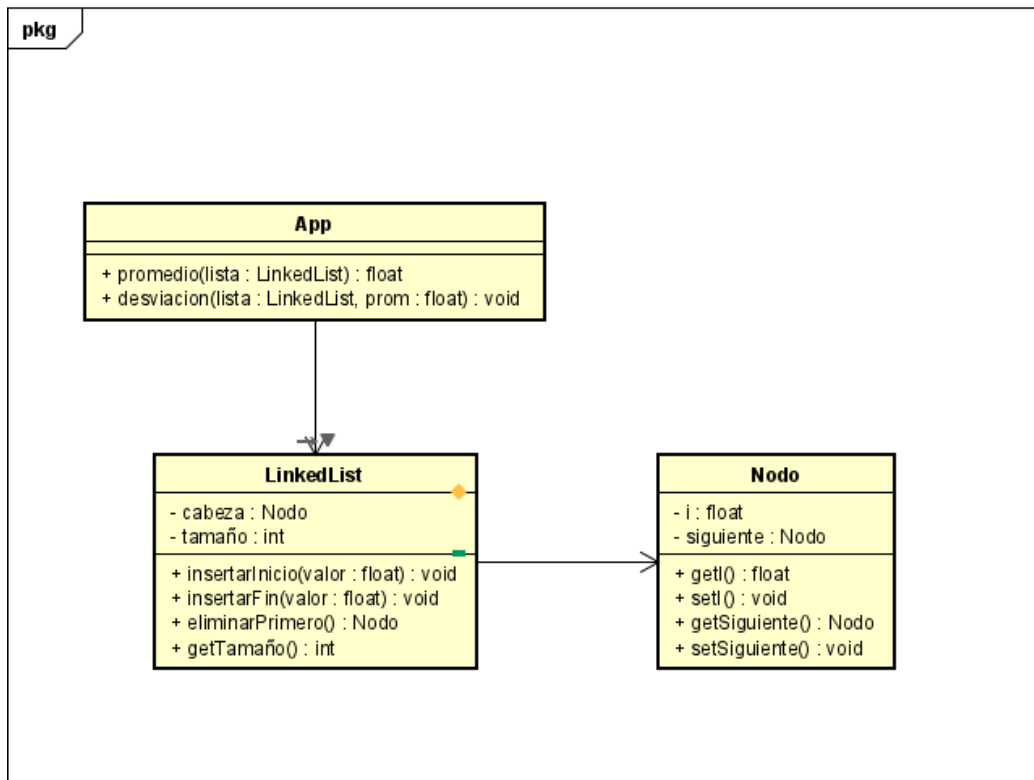 pkg
App
+ promedio(lista : LinkedList) : float
+ desviacion(lista : LinkedList, prom : float) : void
LinkedList
- cabeza : Nodo
- tamaño : int
+ insertarInicio(valor : float) : void
+ insertarFin(valor : float) : void
+ eliminarPrimero() : Nodo
+ getTamaño() : int
Nodo
- i : float
- siguiente : Nodo
+ getI() : float
+ setI() : void
+ getSiguiente() : Nodo
+ setSiguiente() : void